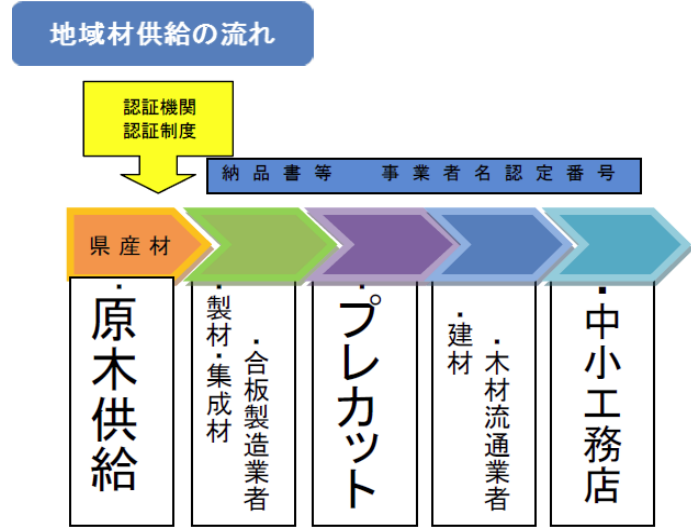 地域材供給の流れ
認証機関
認証制度
納品書等　事業者名認定番号
県産材
・原木供給
・製材・集成材
・合板製造業者
・プレカット
・建材
・木材流通業者
・中小工務店